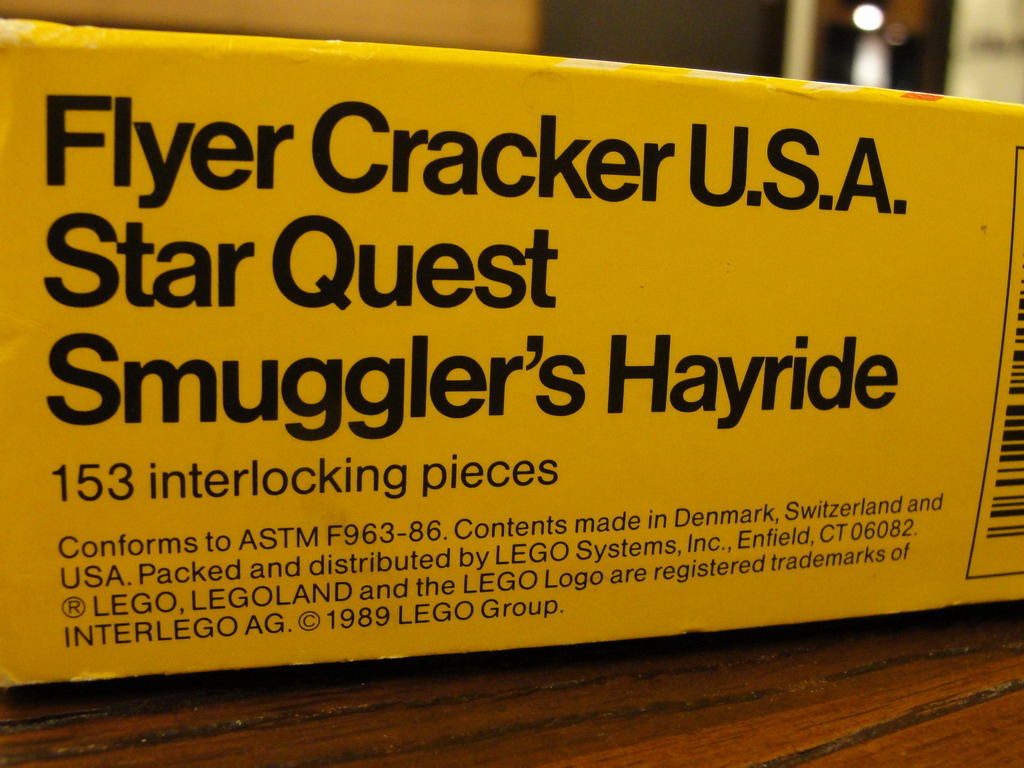 Flyer Cracker U.S.A.
Star Quest
Smuggler's Hayride
153 interlocking pieces
Conforms to ASTM F963-86. Contents made in Denmark, Switzerland and
USA. Packed and distributed by LEGO Systems, Inc., Enfield, CT 06082.
® LEGO, LEGOLAND and the LEGO Logo are registered trademarks of
INTERLEGO AG. © 1989 LEGO Group.